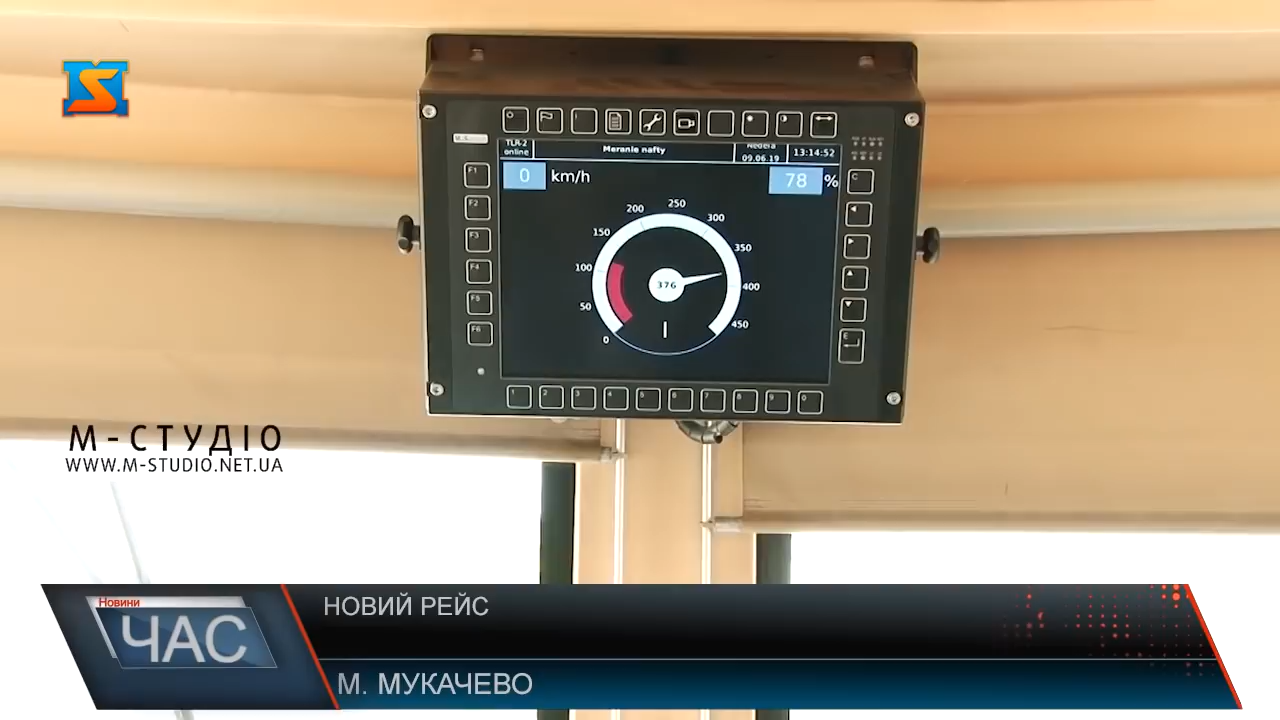 TLR-2
online
Meranie nafty
Nedeľa
09.06.19
13:14:52
0 km/h
78 %
200
250
300
150
350
100
376
400
50
450
0
F1
F2
F3
F4
F5
F6
C
E
1 2 3 4 5 6 7 8 9 0
М-СТУДІО
WWW.M-STUDIO.NET.UA
Новини
ЧАС
НОВИЙ РЕЙС
М. МУКАЧЕВО